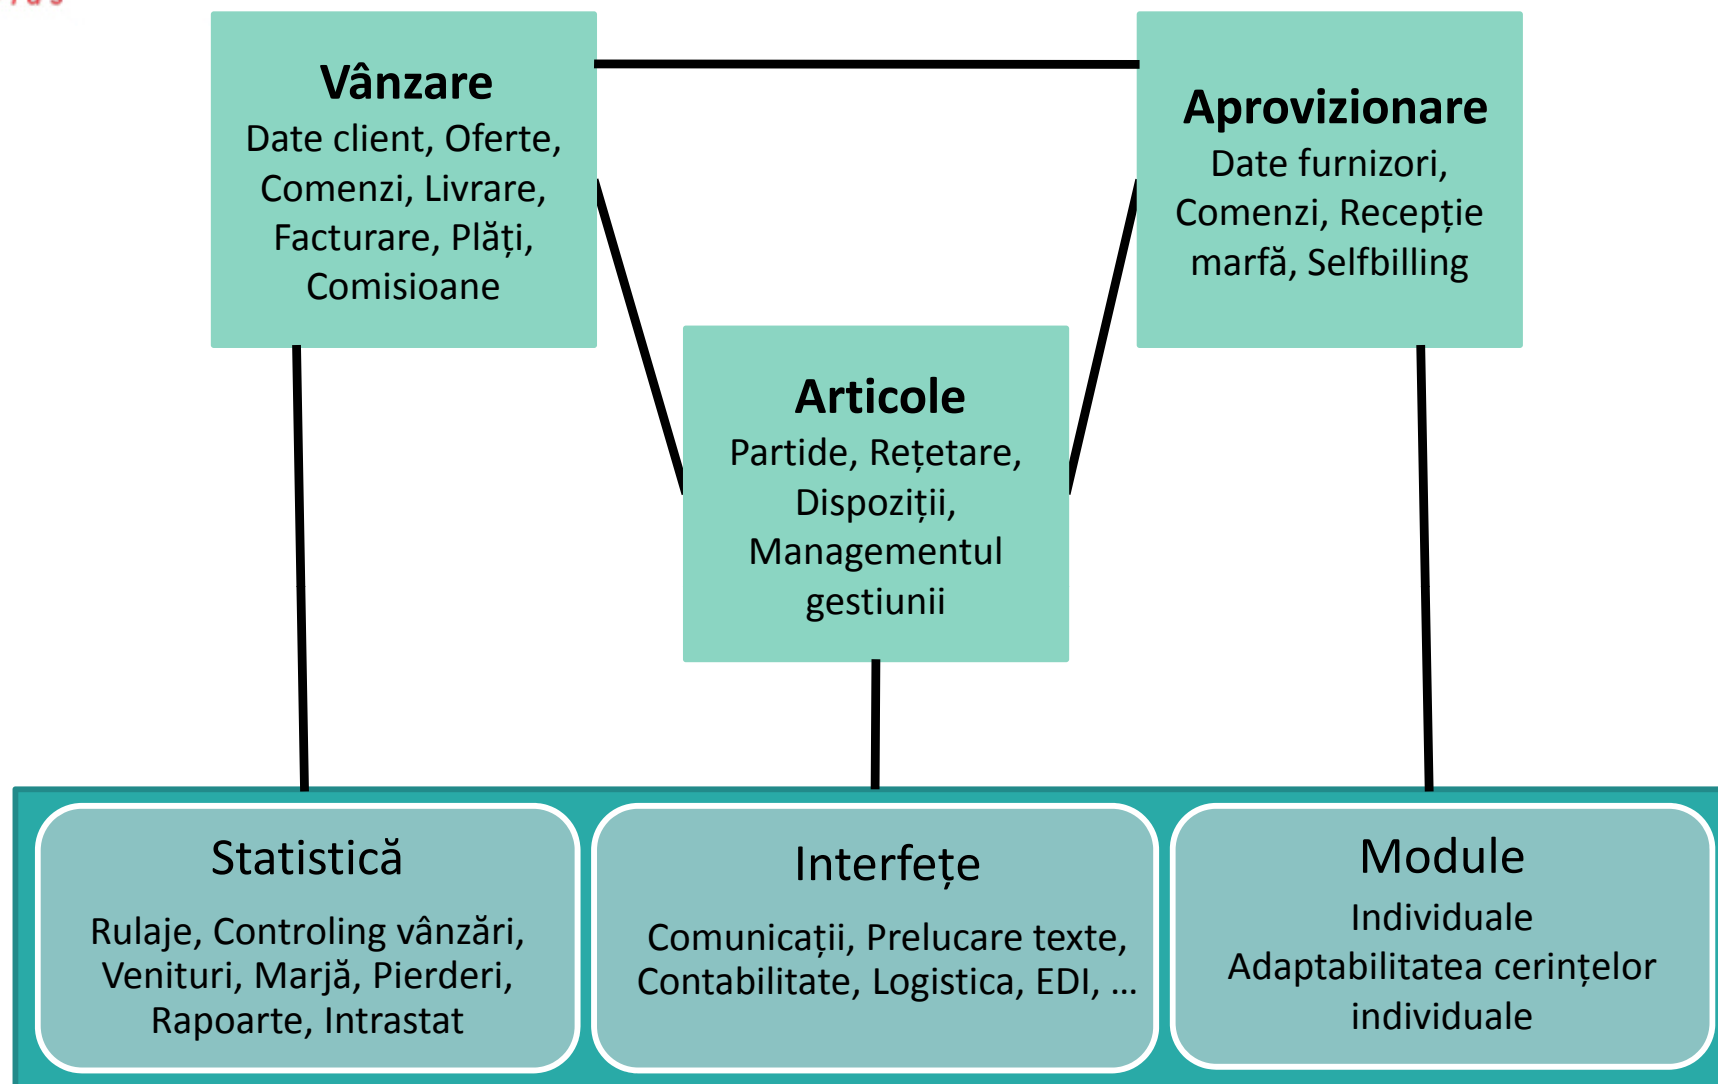 Vânzare
Date client, Oferte,
Comenzi, Livrare,
Facturare, Plăți,
Comisioane
Aprovizionare
Date furnizori,
Comenzi, Recepție
marfă, Selfbilling
Articole
Partide, Rețetare,
Dispoziții,
Managementul
gestiunii
Statistică
Rulaje, Controling vânzări,
Venituri, Marjă, Pierderi,
Rapoarte, Intrastat
Interfețe
Comunicații, Prelucare texte,
Contabilitate, Logistica, EDI, ...
Module
Individuale
Adaptabilitatea cerințelor
individuale